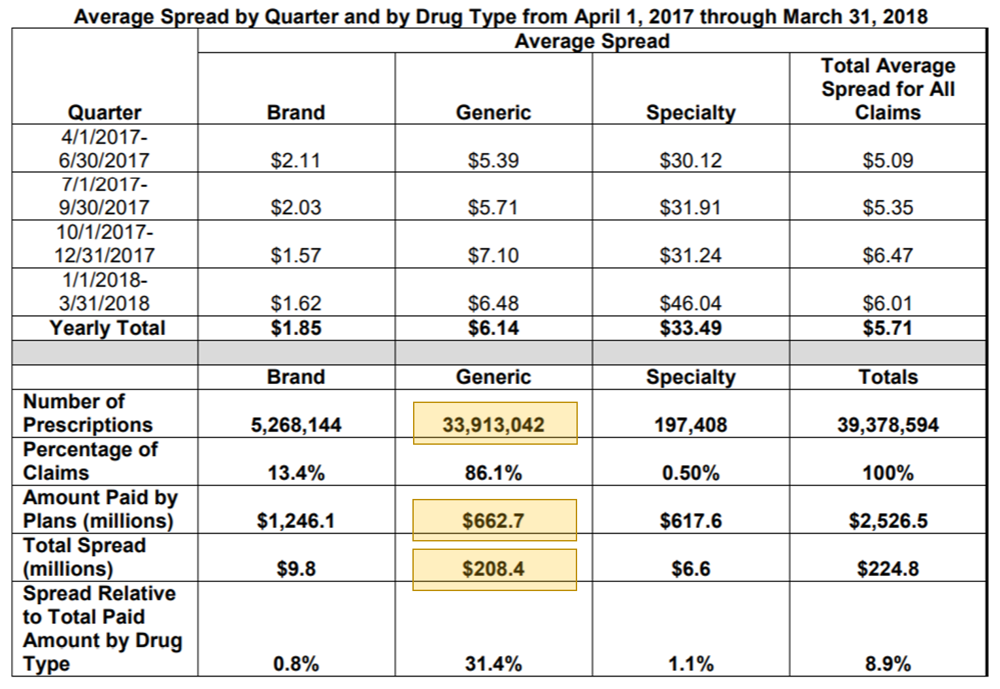 Average Spread by Quarter and by Drug Type from April 1, 2017 through March 31, 2018
Average Spread
Quarter Brand Generic Specialty Total Average Spread for All Claims
4/1/2017-
6/30/2017 $2.11 $5.39 $30.12 $5.09
7/1/2017-
9/30/2017 $2.03 $5.71 $31.91 $5.35
10/1/2017-
12/31/2017 $1.57 $7.10 $31.24 $6.47
1/1/2018-
3/31/2018 $1.62 $6.48 $46.04 $6.01
Yearly Total $1.85 $6.14 $33.49 $5.71
Brand Generic Specialty Totals
Number of
Prescriptions 5,268,144 33,913,042 197,408 39,378,594
Percentage of
Claims 13.4% 86.1% 0.50% 100%
Amount Paid by
Plans (millions) $1,246.1 $662.7 $617.6 $2,526.5
Total Spread
(millions) $9.8 $208.4 $6.6 $224.8
Spread Relative
to Total Paid
Amount by Drug
Type 0.8% 31.4% 1.1% 8.9%